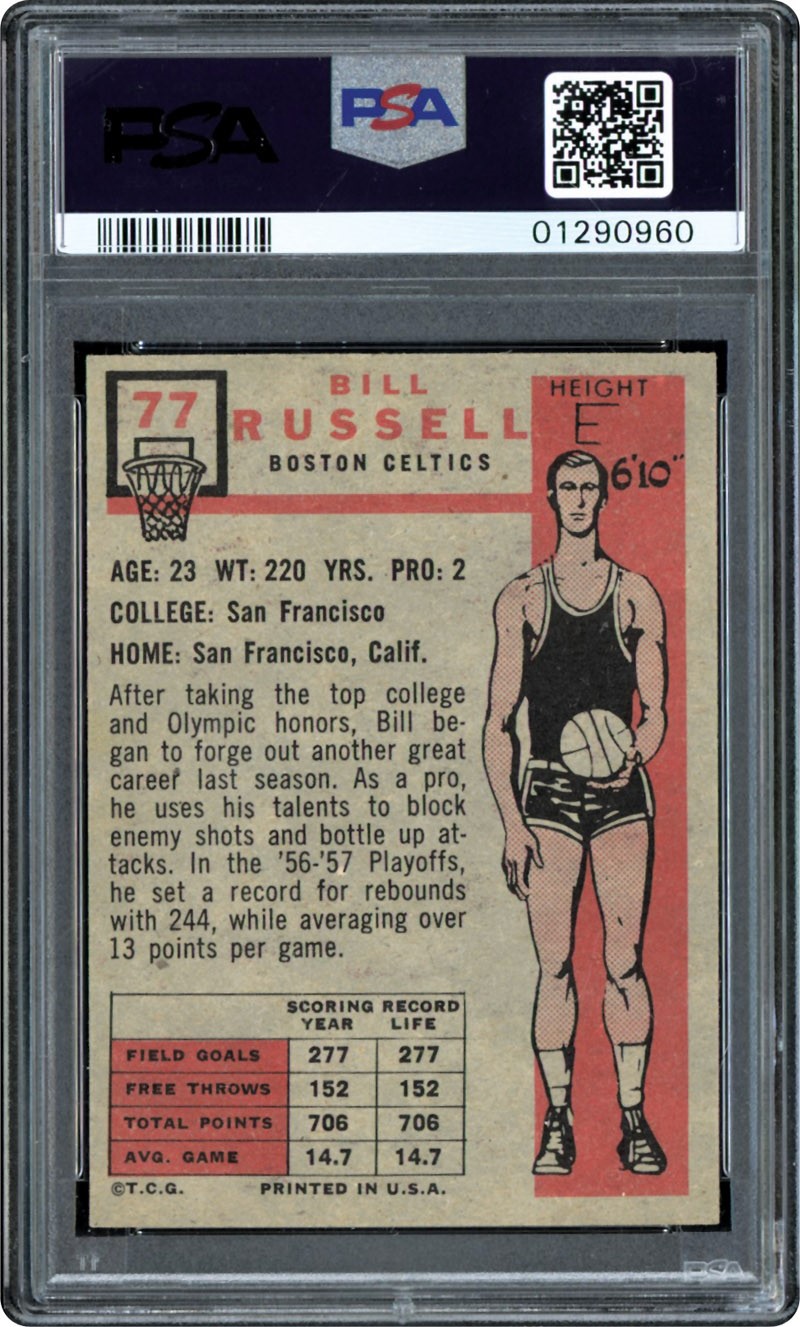 PSA
PSA
01290960
77
BILL
RUSSELL
BOSTON CELTICS
HEIGHT
E
6'10"
AGE: 23 WT: 220 YRS. PRO: 2
COLLEGE: San Francisco
HOME: San Francisco, Calif.
After taking the top college
and Olympic honors, Bill be-
gan to forge out another great
career last season. As a pro,
he uses his talents to block
enemy shots and bottle up at-
tacks. In the '56-'57 Playoffs,
he set a record for rebounds
with 244, while averaging over
13 points per game.
SCORING RECORD
YEAR LIFE
FIELD GOALS 277 277
FREE THROWS 152 152
TOTAL POINTS 706 706
AVG. GAME 14.7 14.7
©T.C.G. PRINTED IN U.S.A.
PSA